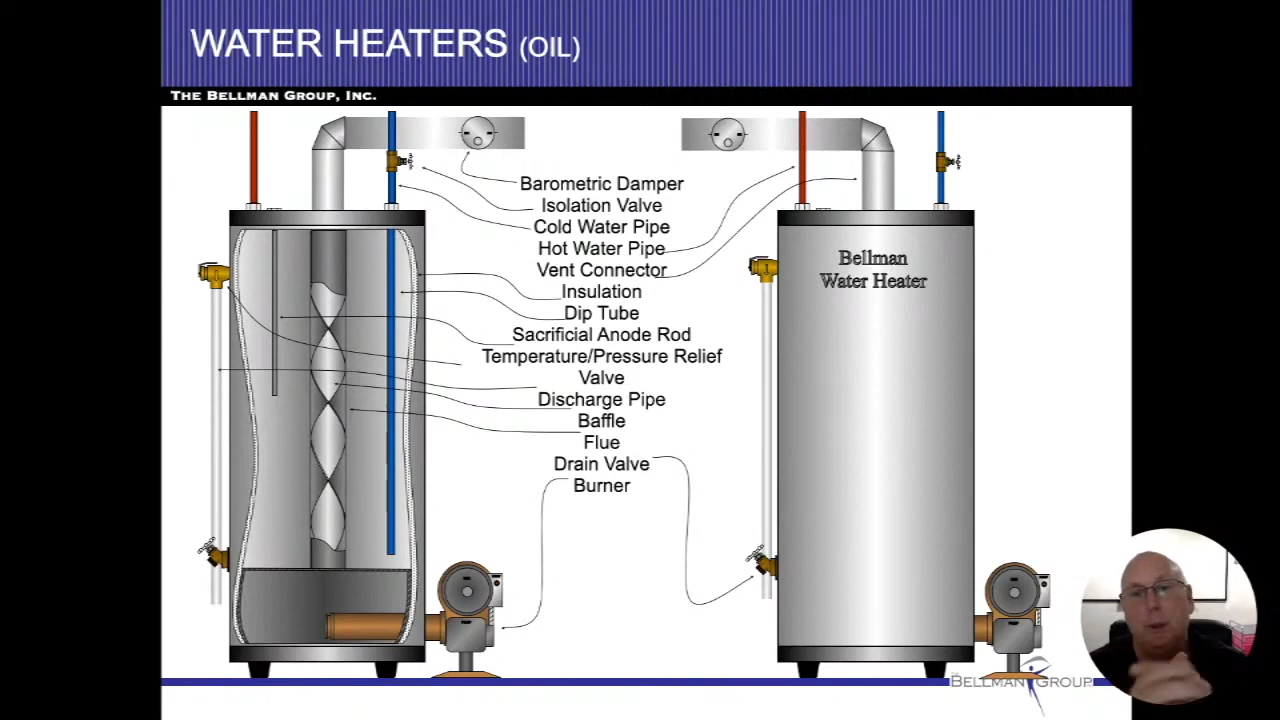 WATER HEATERS (OIL)
THE BELLMAN GROUP, INC.
Barometric Damper
Isolation Valve
Cold Water Pipe
Hot Water Pipe
Vent Connector
Insulation
Dip Tube
Sacrificial Anode Rod
Temperature/Pressure Relief
Valve
Discharge Pipe
Baffle
Flue
Drain Valve
Burner
Bellman
Water Heater
THE
BELLMAN GROUP